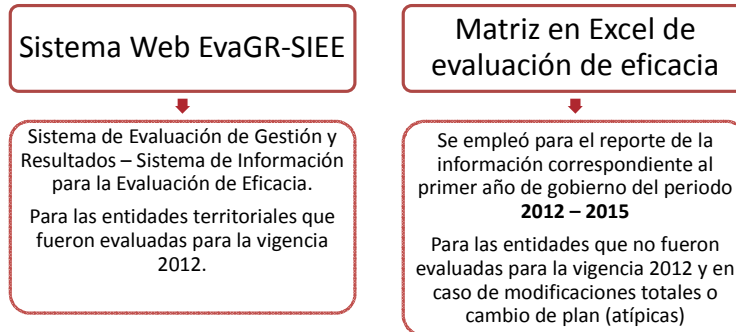 Sistema Web EvaGR-SIEE
Sistema de Evaluación de Gestión y
Resultados – Sistema de Información
para la Evaluación de Eficacia.
Para las entidades territoriales que
fueron evaluadas para la vigencia
2012.
Matriz en Excel de
evaluación de eficacia
Se empleó para el reporte de la
información correspondiente al
primer año de gobierno del periodo
2012 – 2015
Para las entidades que no fueron
evaluadas para la vigencia 2012 y en
caso de modificaciones totales o
cambio de plan (atípicas)